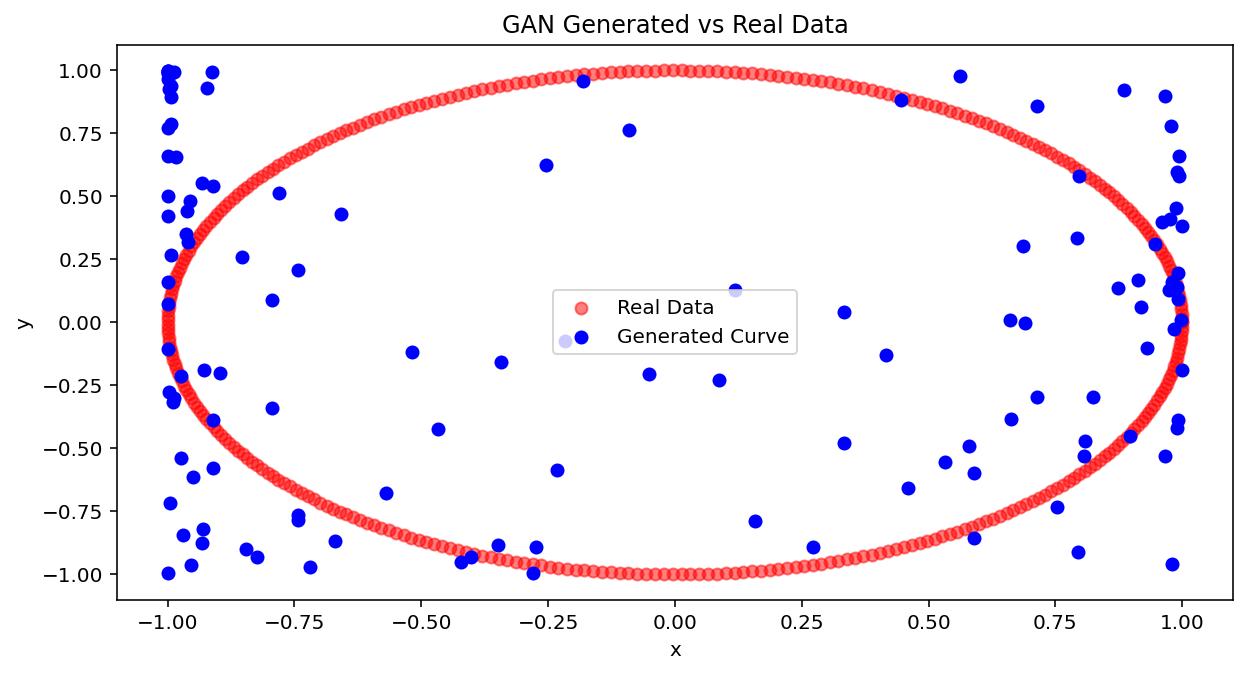 GAN Generated vs Real Data
1.00
0.75
0.50
0.25
0.00
−0.25
−0.50
−0.75
−1.00
y
Real Data
Generated Curve
−1.00 −0.75 −0.50 −0.25 0.00 0.25 0.50 0.75 1.00
x